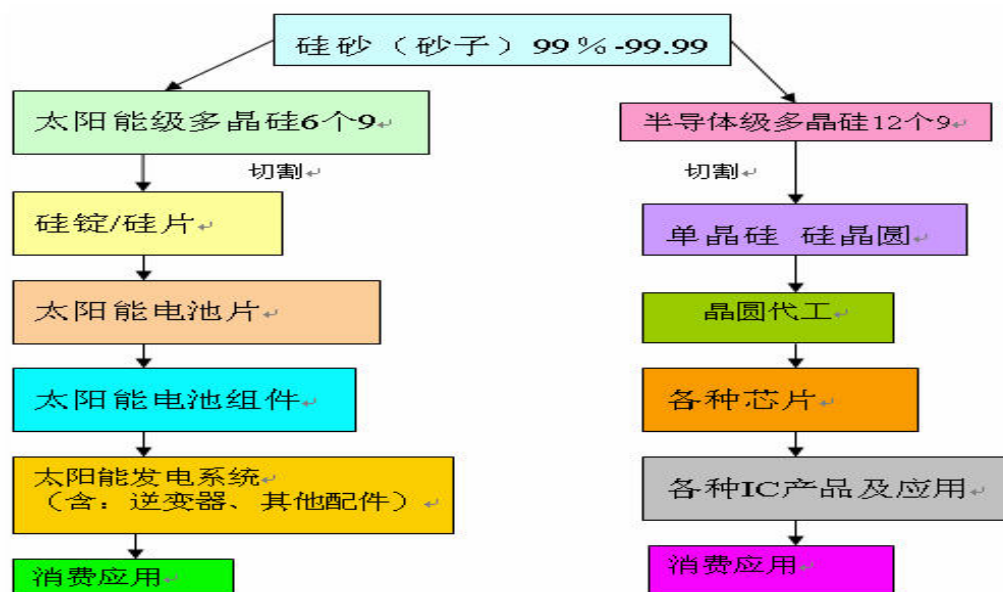 硅砂（砂子）99%-99.99
太阳能级多晶硅6个9
半导体级多晶硅12个9
切割
切割
硅锭/硅片
单晶硅 硅晶圆
太阳能电池片
晶圆代工
太阳能电池组件
各种芯片
太阳能发电系统
（含：逆变器、其他配件）
各种IC产品及应用
消费应用
消费应用